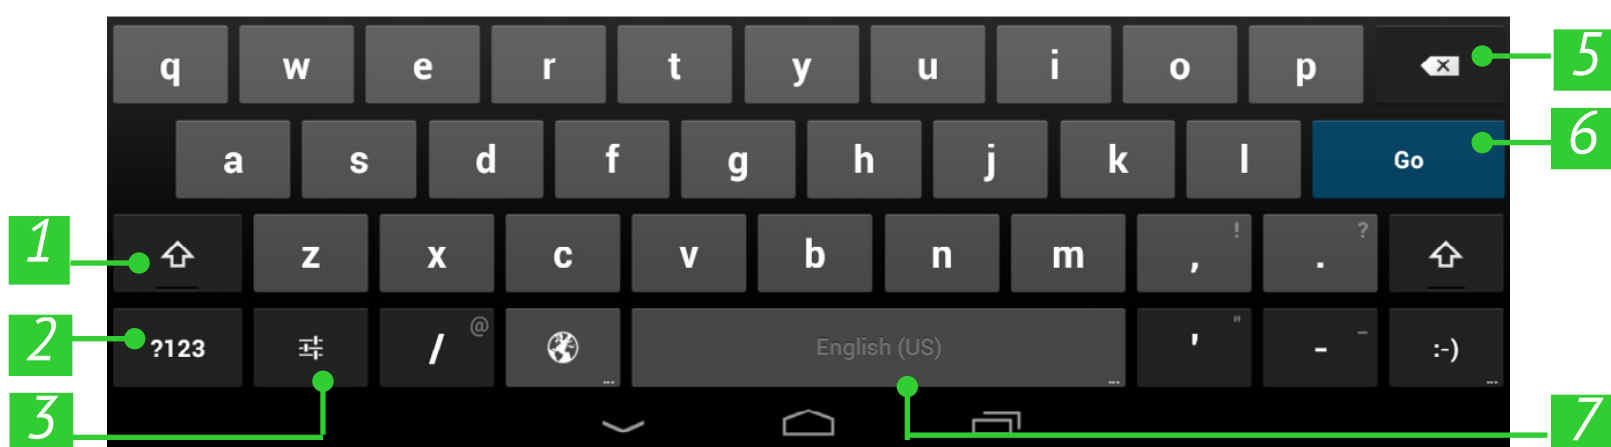 q w e r t y u i o p 5
a s d f g h j k l Go 6
1 z x c v b n m , ! . ?
2 ?123 / @ English (US) ' " - _ :-)
3 7